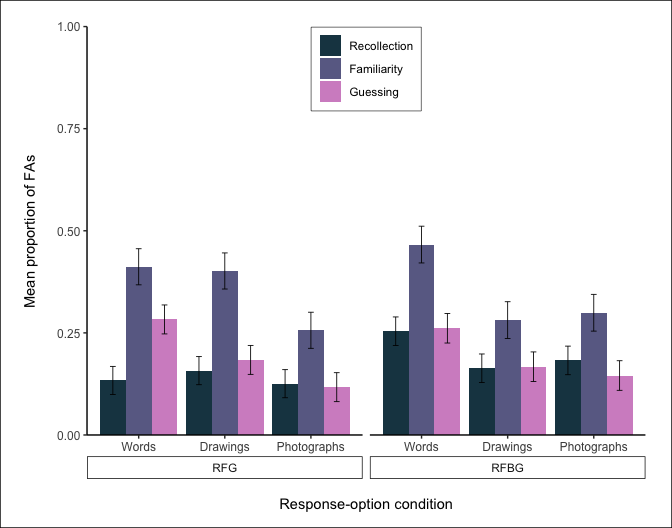 1.00
0.75
0.50
0.25
0.00
Mean proportion of FAs
Recollection
Familiarity
Guessing
Words Drawings Photographs Words Drawings Photographs
RFG RFBG
Response-option condition